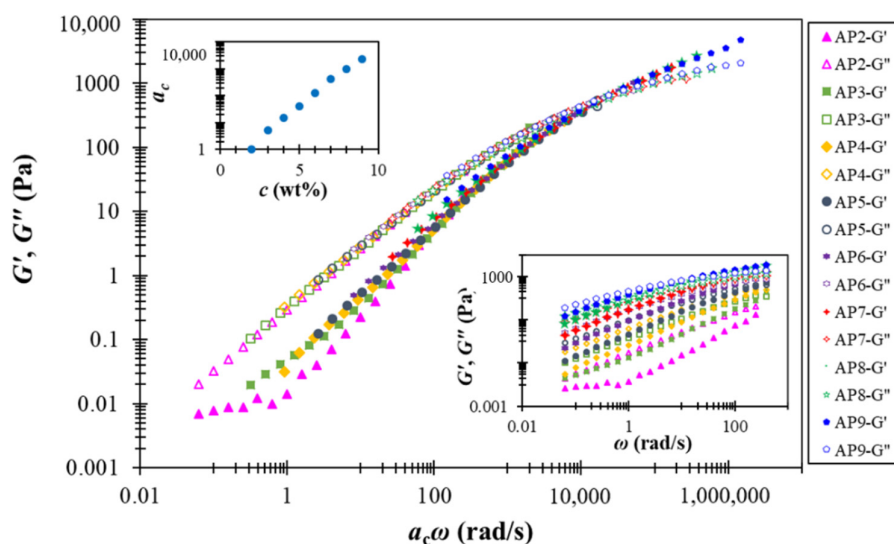 10,000
1000
100
10
1
0.1
0.01
0.001
G', G" (Pa)
0.01
1
100
10,000
1,000,000
a_cω (rad/s)
10,000
1
a_c
0
5
10
c (wt%)
1000
0.001
G', G" (Pa)
0.01
1
100
ω (rad/s)
AP2-G'
AP2-G"
AP3-G'
AP3-G"
AP4-G'
AP4-G"
AP5-G'
AP5-G"
AP6-G'
AP6-G"
AP7-G'
AP7-G"
AP8-G'
AP8-G"
AP9-G'
AP9-G"